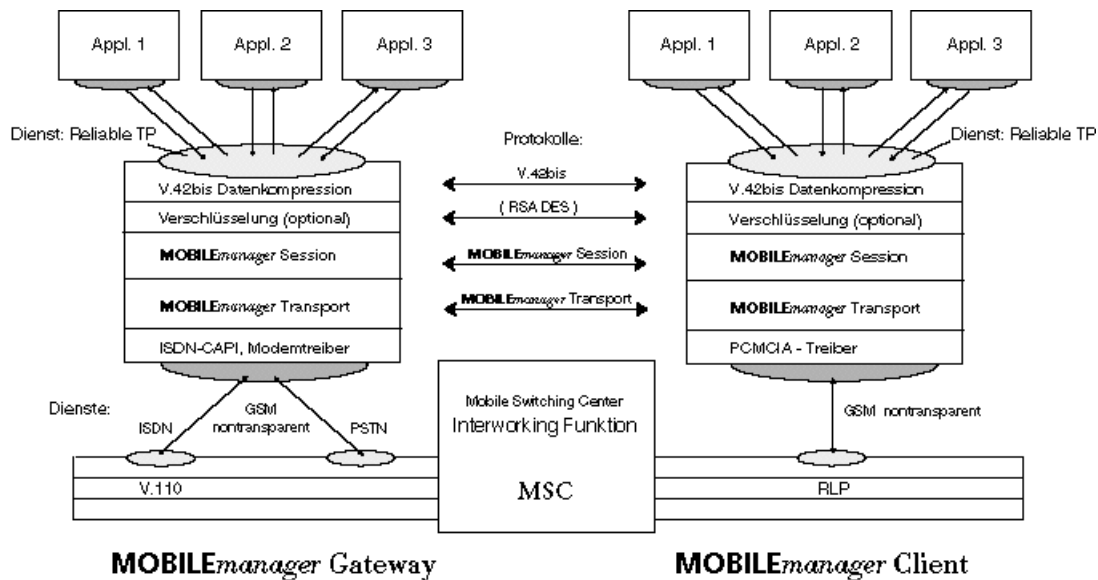 Appl. 1
Appl. 2
Appl. 3
Appl. 1
Appl. 2
Appl. 3
Dienst: Reliable TP
Protokolle:
Dienst: Reliable TP
V.42bis Datenkompression
V.42bis
V.42bis Datenkompression
Verschlüsselung (optional)
( RSA DES )
Verschlüsselung (optional)
MOBILEmanager Session
MOBILEmanager Session
MOBILEmanager Session
MOBILEmanager Transport
MOBILEmanager Transport
MOBILEmanager Transport
ISDN-CAPI, Modemtreiber
PCMCIA - Treiber
Dienste:
ISDN
GSM
nontransparent
PSTN
Mobile Switching Center
Interworking Funktion
MSC
GSM nontransparent
V.110
RLP
MOBILEmanager Gateway
MOBILEmanager Client